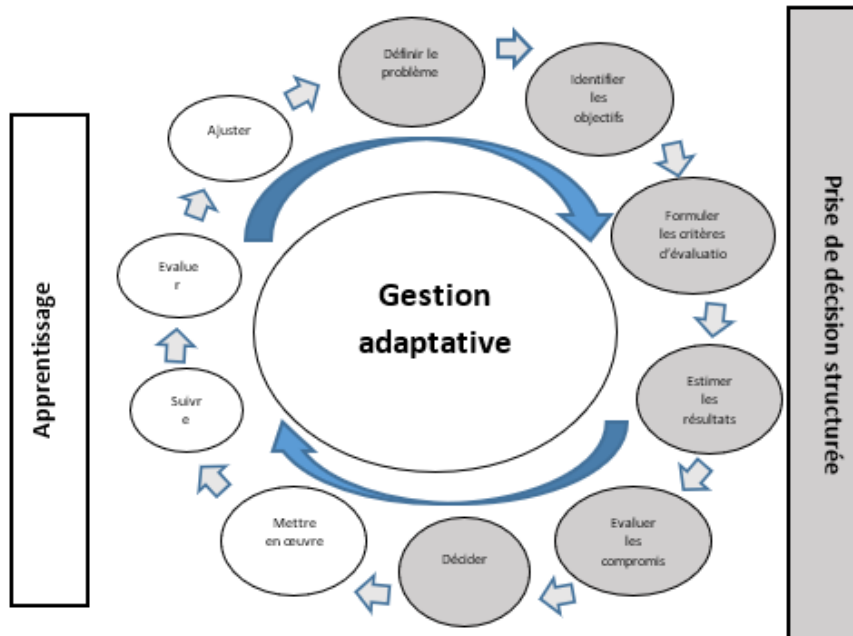 Définir le
problème
Identifier
les
objectifs
Formuler
les critères
d'évaluatio
Estimer
les
résultats
Evaluer
les
compromis
Décider
Mettre
en œuvre
Suivr
e
Evalue
r
Ajuster
Gestion
adaptative
Apprentissage
Prise de décision structurée